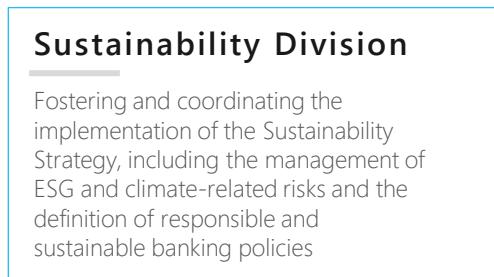 Sustainability Division
Fostering and coordinating the
implementation of the Sustainability
Strategy, including the management of
ESG and climate-related risks and the
definition of responsible and
sustainable banking policies